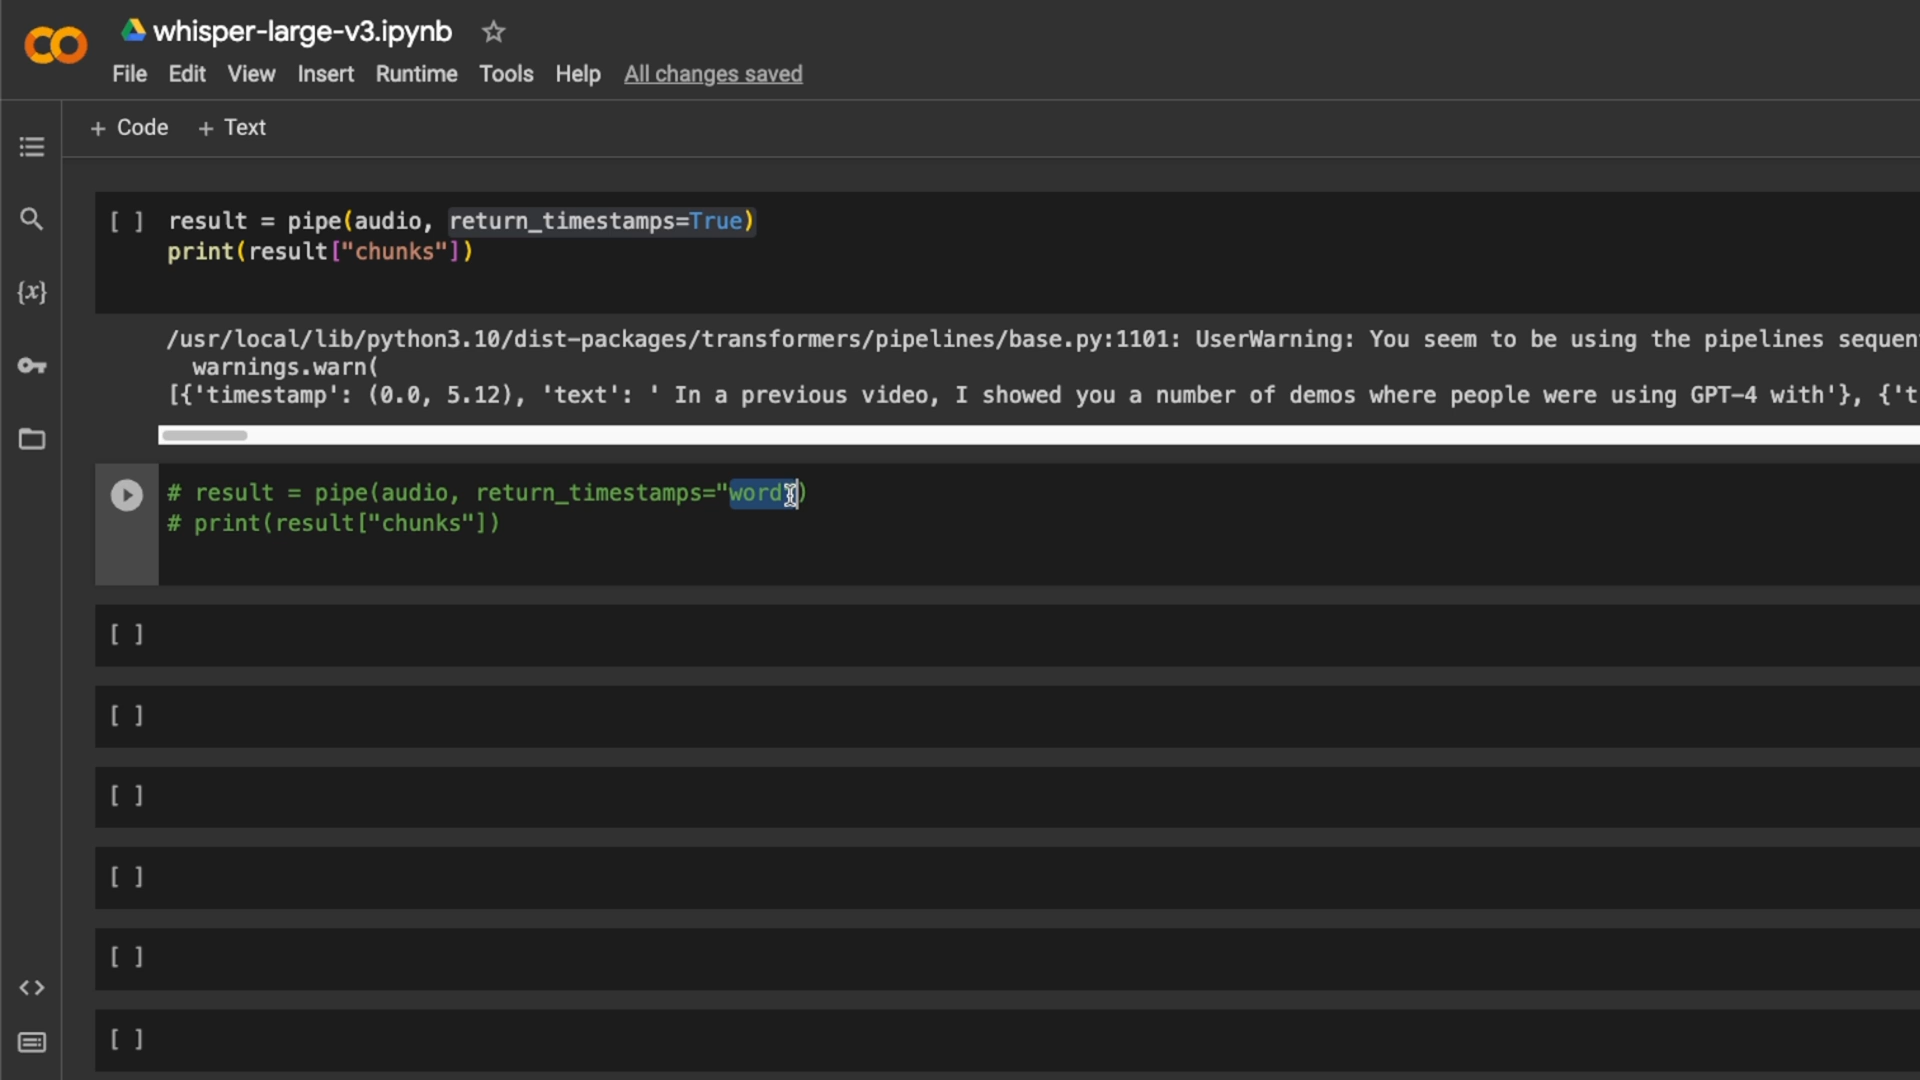 whisper-large-v3.ipynb
File Edit View Insert Runtime Tools Help All changes saved
+ Code + Text
[ ] result = pipe(audio, return_timestamps=True)
print(result["chunks"])
/usr/local/lib/python3.10/dist-packages/transformers/pipelines/base.py:1101: UserWarning: You seem to be using the pipelines sequen
warnings.warn(
[{'timestamp': (0.0, 5.12), 'text': ' In a previous video, I showed you a number of demos where people were using GPT-4 with'}, {'t
# result = pipe(audio, return_timestamps="word")
# print(result["chunks"])
[ ]
[ ]
[ ]
[ ]
[ ]
[ ]